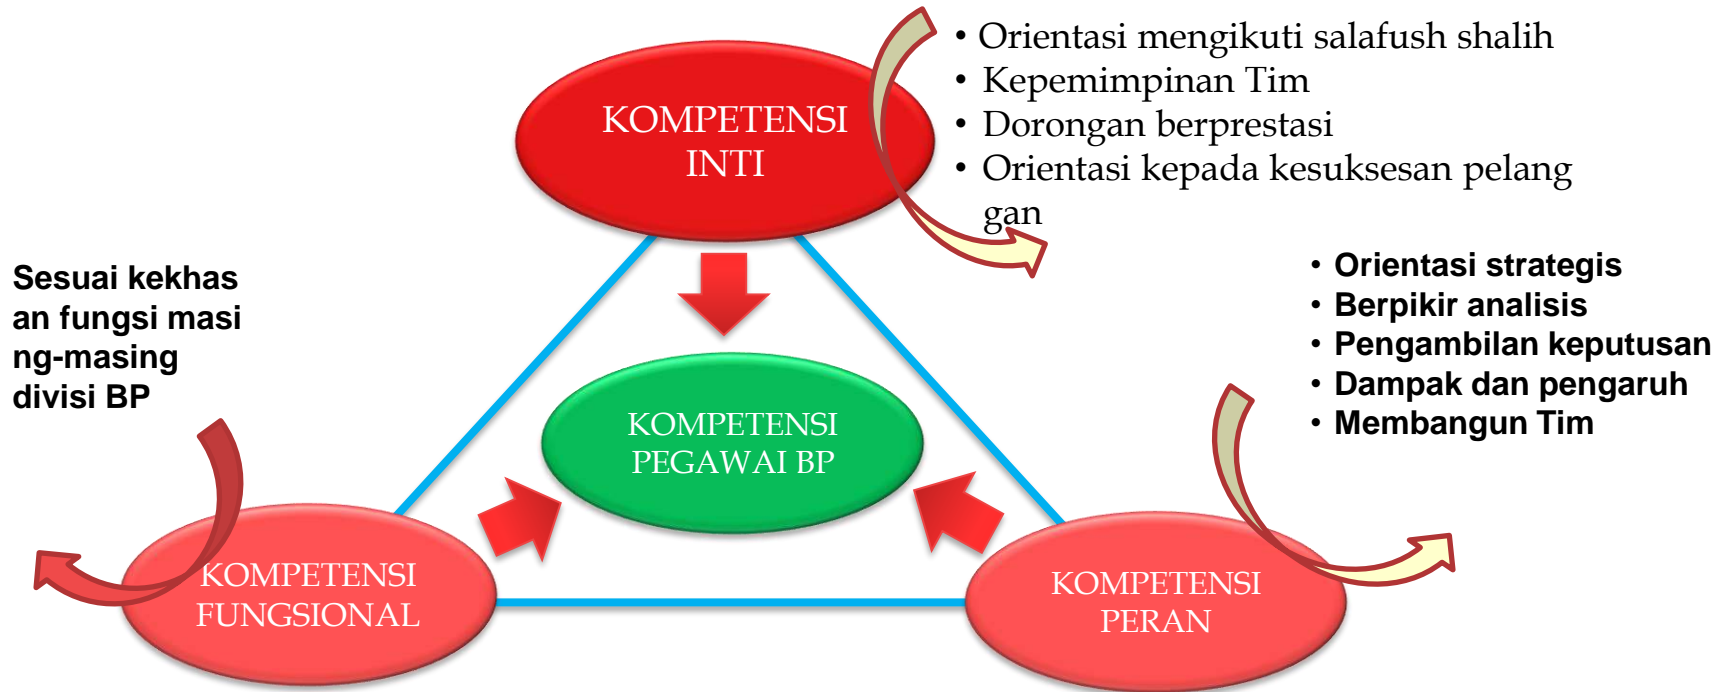 KOMPETENSI
INTI
• Orientasi mengikuti salafush shalih
• Kepemimpinan Tim
• Dorongan berprestasi
• Orientasi kepada kesuksesan pelang
gan
Sesuai kekhas
an fungsi masi
ng-masing
divisi BP
• Orientasi strategis
• Berpikir analisis
• Pengambilan keputusan
• Dampak dan pengaruh
• Membangun Tim
KOMPETENSI
PEGAWAI BP
KOMPETENSI
FUNGSIONAL
KOMPETENSI
PERAN